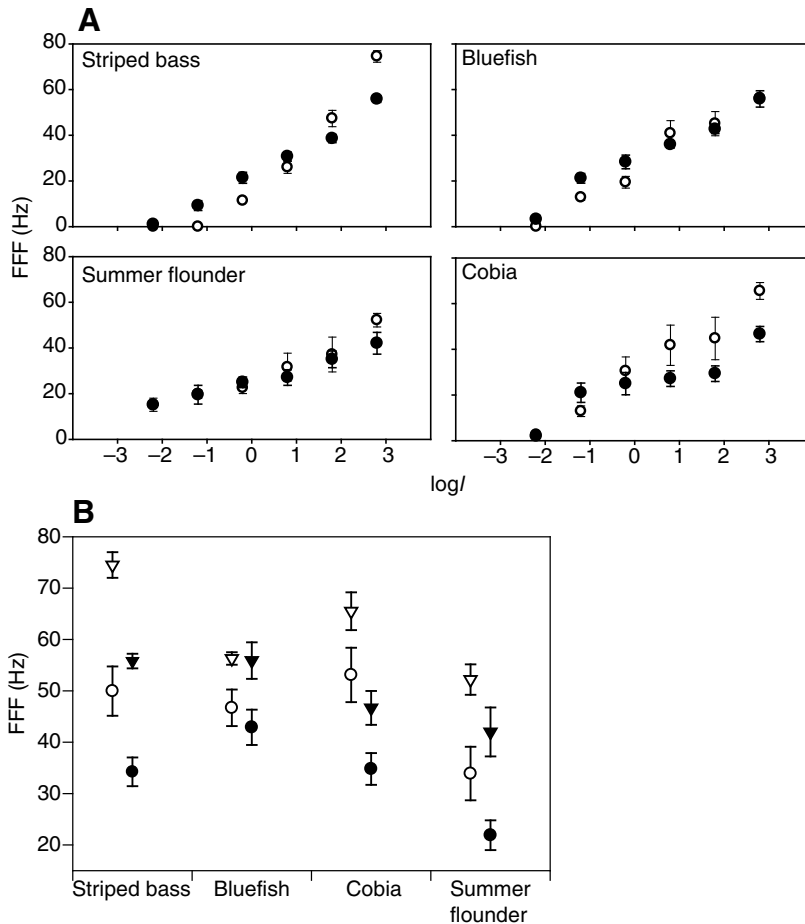 A
Striped bass
Bluefish
80
60
40
20
0
Summer flounder
Cobia
80
60
40
20
0
FFF (Hz)
–3 –2 –1 0 1 2 3
–3 –2 –1 0 1 2 3
logI
B
80
70
60
50
40
30
20
FFF (Hz)
Striped bass Bluefish Cobia Summer
flounder